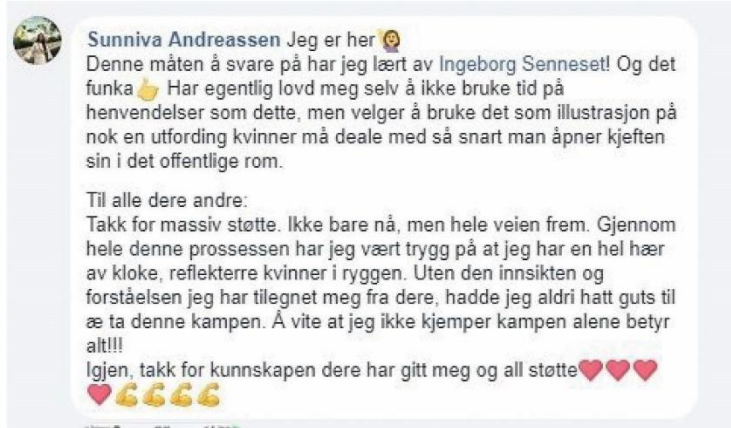 Sunniva Andreassen Jeg er her🙋‍♀️
Denne måten å svare på har jeg lært av Ingeborg Senneset! Og det
funka👍 Har egentlig lovd meg selv å ikke bruke tid på
henvendelser som dette, men velger å bruke det som illustrasjon på
nok en utfording kvinner må deale med så snart man åpner kjeften
sin i det offentlige rom.
Til alle dere andre:
Takk for massiv støtte. Ikke bare nå, men hele veien frem. Gjennom
hele denne prossessen har jeg vært trygg på at jeg har en hel hær
av kloke, reflekterre kvinner i ryggen. Uten den innsikten og
forståelsen jeg har tilegnet meg fra dere, hadde jeg aldri hatt guts til
æ ta denne kampen. Å vite at jeg ikke kjemper kampen alene betyr
alt!!!
Igjen, takk for kunnskapen dere har gitt meg og all støtte❤️❤️❤️
❤️💪💪💪💪